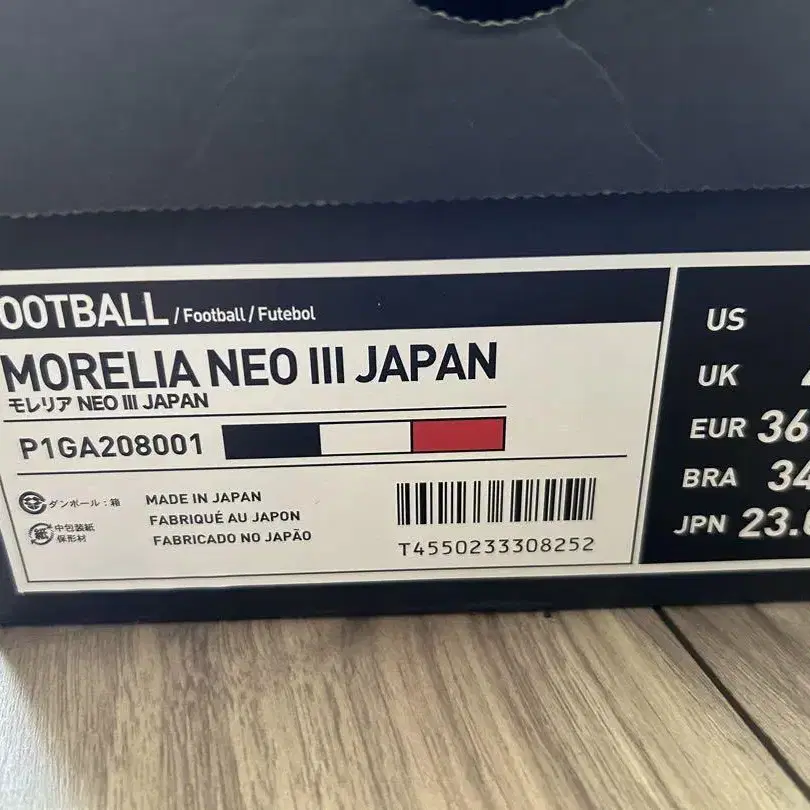 OOTBALL / Football / Futebol
MORELIA NEO III JAPAN
モレリア NEO III JAPAN
P1GA208001
ダンボール：箱
中包装紙
紙
保形材
MADE IN JAPAN
FABRIQUÉ AU JAPON
FABRICADO NO JAPÃO
T4550233308252
US
UK
EUR 36
BRA 34
JPN 23.